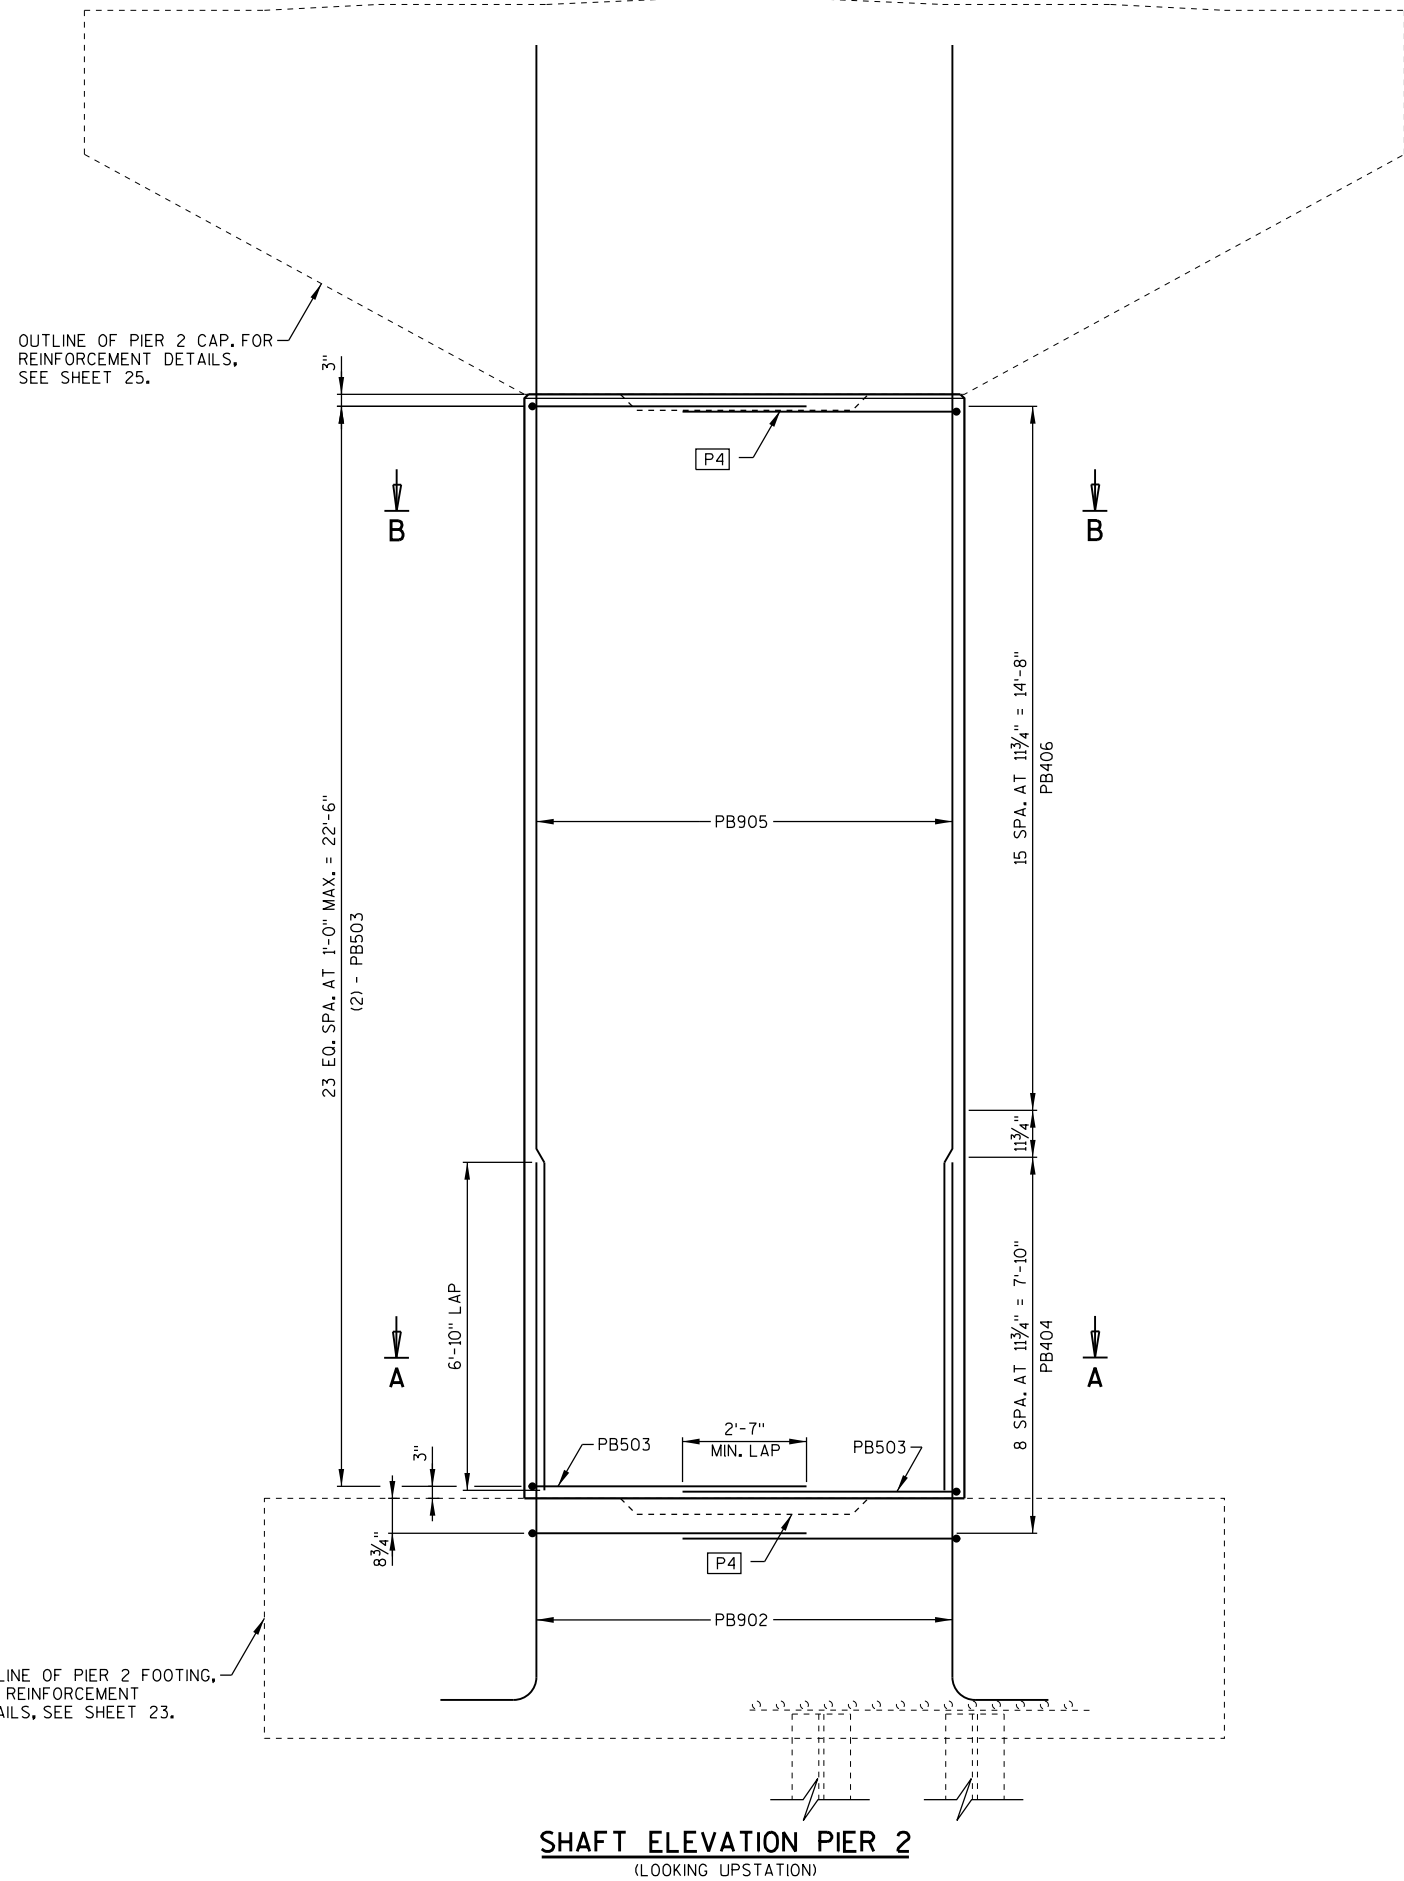 OUTLINE OF PIER 2 CAP. FOR
REINFORCEMENT DETAILS,
SEE SHEET 25.
3"
P4
B
B
23 EQ. SPA. AT 1'-0" MAX. = 22'-6"
(2) - PB503
15 SPA. AT 11¾" = 14'-8"
PB406
PB905
11¾"
6'-10" LAP
8 SPA. AT 11¾" = 7'-10"
PB404
A
A
3"
PB503
2'-7"
MIN. LAP
PB503
8¾"
P4
PB902
LINE OF PIER 2 FOOTING,
REINFORCEMENT
AILS, SEE SHEET 23.
SHAFT ELEVATION PIER 2
(LOOKING UPSTATION)